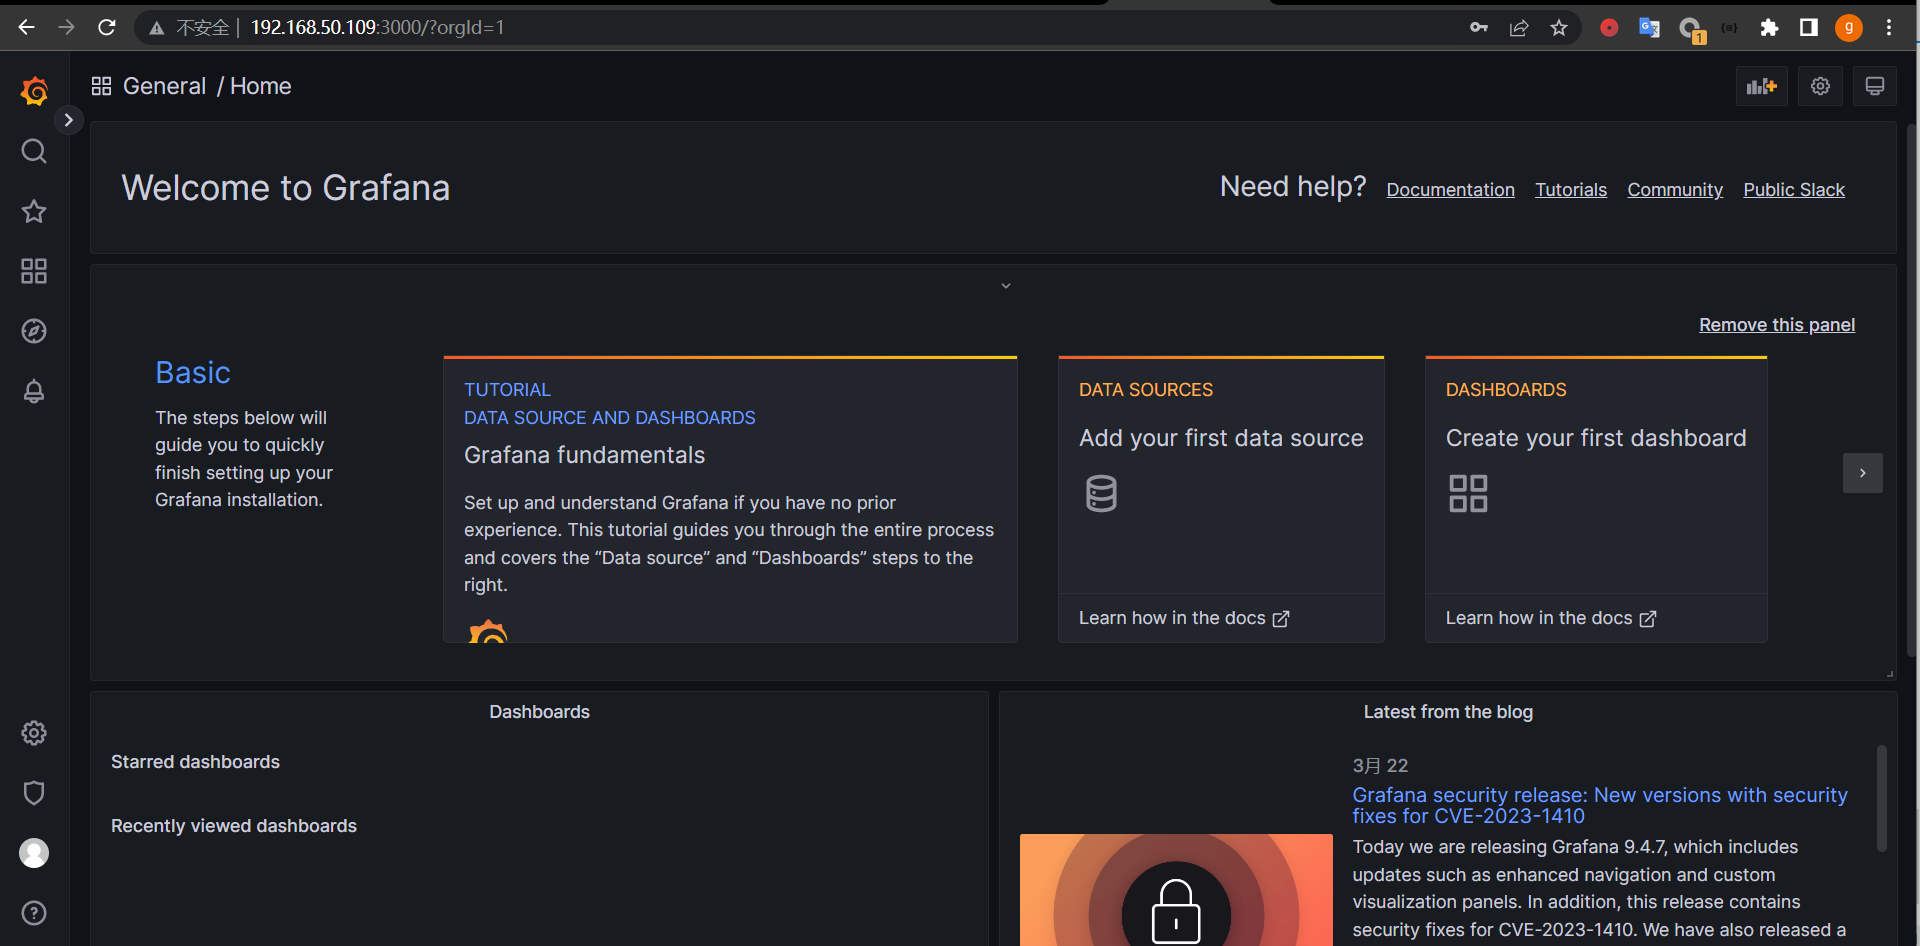 不安全 | 192.168.50.109:3000/?orgId=1
g
1
General / Home
Welcome to Grafana
Need help? Documentation Tutorials Community Public Slack
Remove this panel
Basic
The steps below will
guide you to quickly
finish setting up your
Grafana installation.
TUTORIAL
DATA SOURCE AND DASHBOARDS
Grafana fundamentals
Set up and understand Grafana if you have no prior
experience. This tutorial guides you through the entire process
and covers the “Data source” and “Dashboards” steps to the
right.
DATA SOURCES
Add your first data source
Learn how in the docs
DASHBOARDS
Create your first dashboard
Learn how in the docs
Dashboards
Starred dashboards
Recently viewed dashboards
Latest from the blog
3月 22
Grafana security release: New versions with security
fixes for CVE-2023-1410
Today we are releasing Grafana 9.4.7, which includes
updates such as enhanced navigation and custom
visualization panels. In addition, this release contains
security fixes for CVE-2023-1410. We have also released a